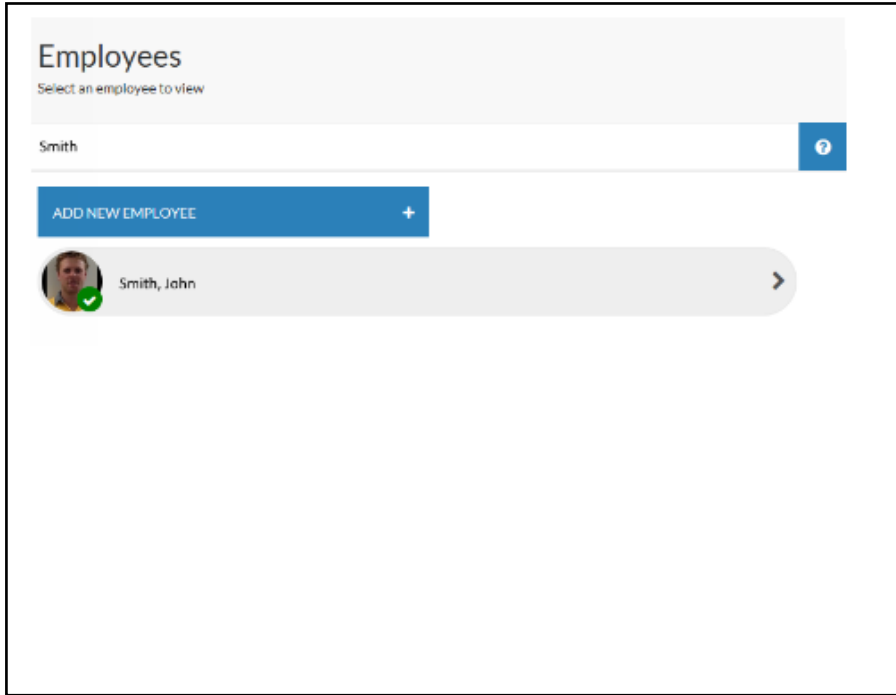 Employees
Select an employee to view
Smith
ADD NEW EMPLOYEE +
Smith, John